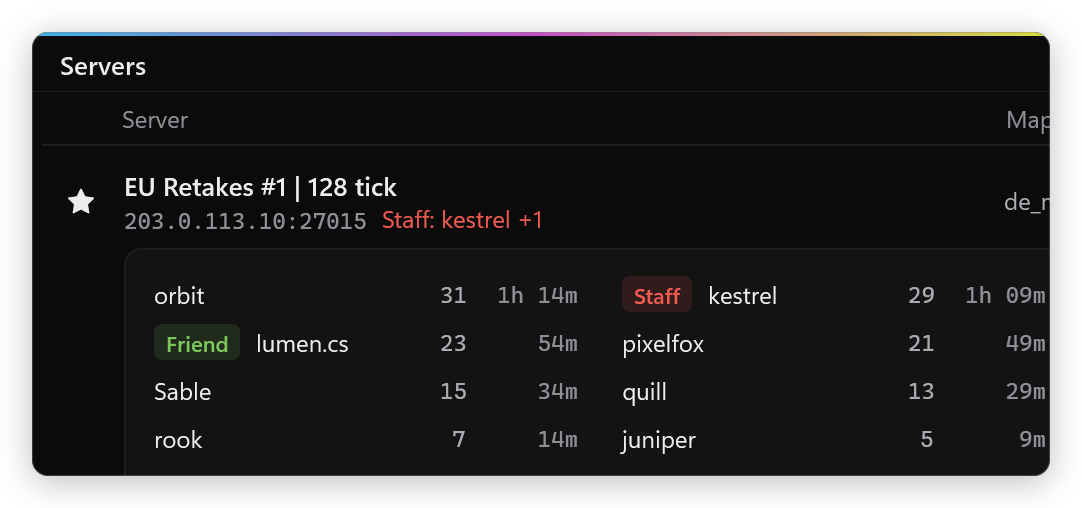 Servers
Server Map
EU Retakes #1 | 128 tick
203.0.113.10:27015 Staff: kestrel +1
de_
orbit 31 1h 14m Staff kestrel 29 1h 09m
Friend lumen.cs 23 54m pixelfox 21 49m
Sable 15 34m quill 13 29m
rook 7 14m juniper 5 9m